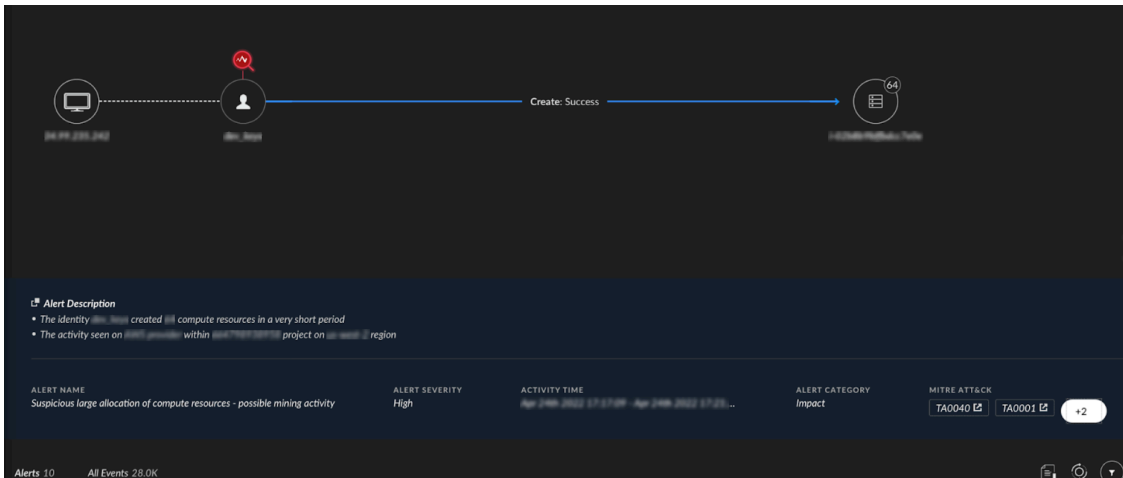 64
Create: Success
Alert Description
• The identity created compute resources in a very short period
• The activity seen on within project on region
ALERT NAME
ALERT SEVERITY
ACTIVITY TIME
ALERT CATEGORY
MITRE ATT&CK
Suspicious large allocation of compute resources - possible mining activity
High
Impact
TA0040
TA0001
+2
Alerts 10
All Events 28.0K